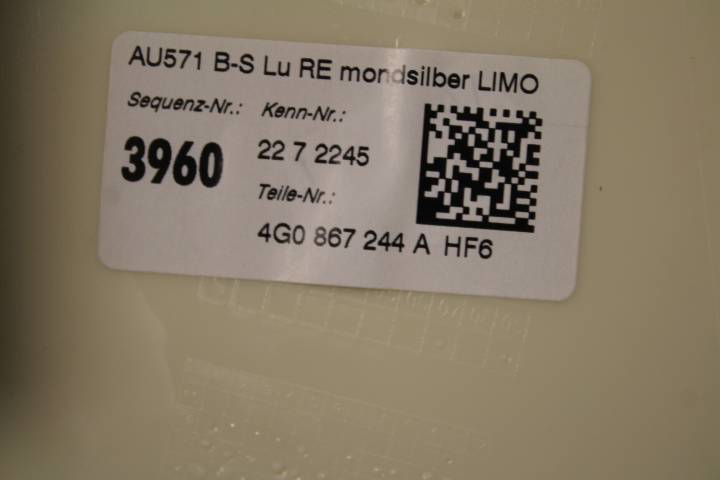 AU571 B-S Lu RE mondsilber LIMO
Sequenz-Nr.: Kenn-Nr.:
3960 22 7 2245
Teile-Nr.:
4G0 867 244 A HF6